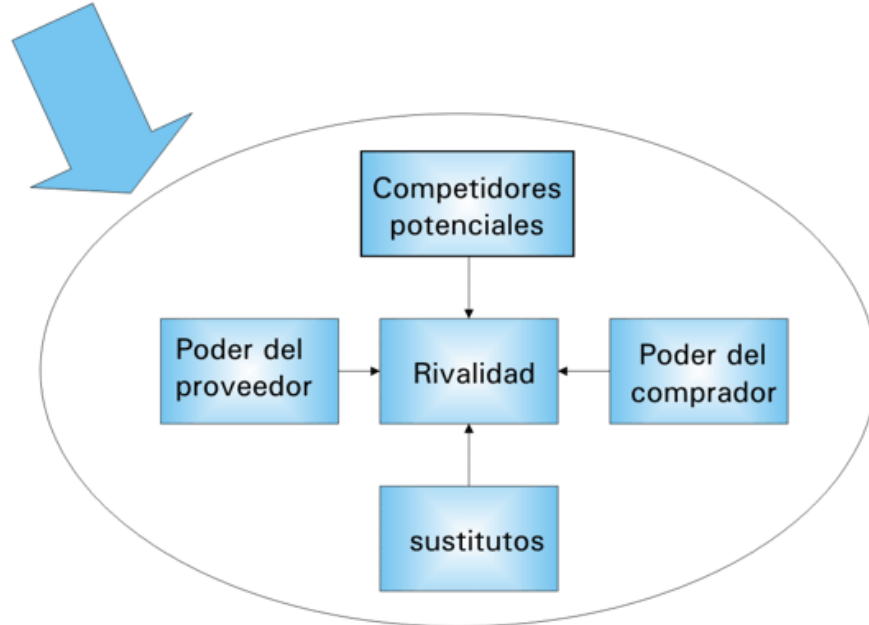 Competidores
potenciales
Poder del
proveedor
Rivalidad
Poder del
comprador
sustitutos